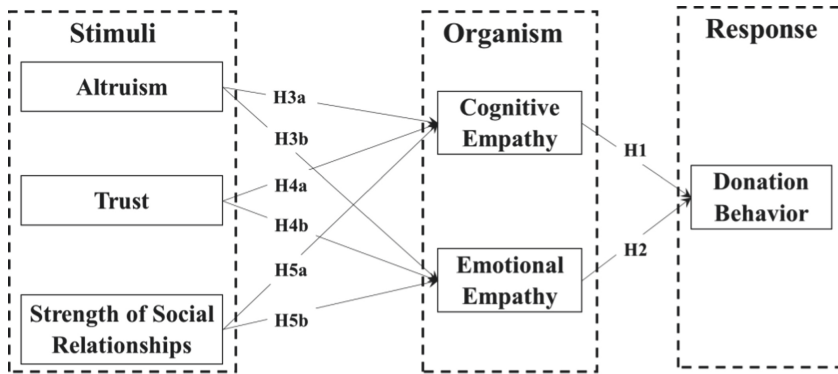 Stimuli
Altruism
Trust
Strength of Social
Relationships
H3a
H3b
H4a
H4b
H5a
H5b
Organism
Cognitive
Empathy
Emotional
Empathy
H1
H2
Response
Donation
Behavior